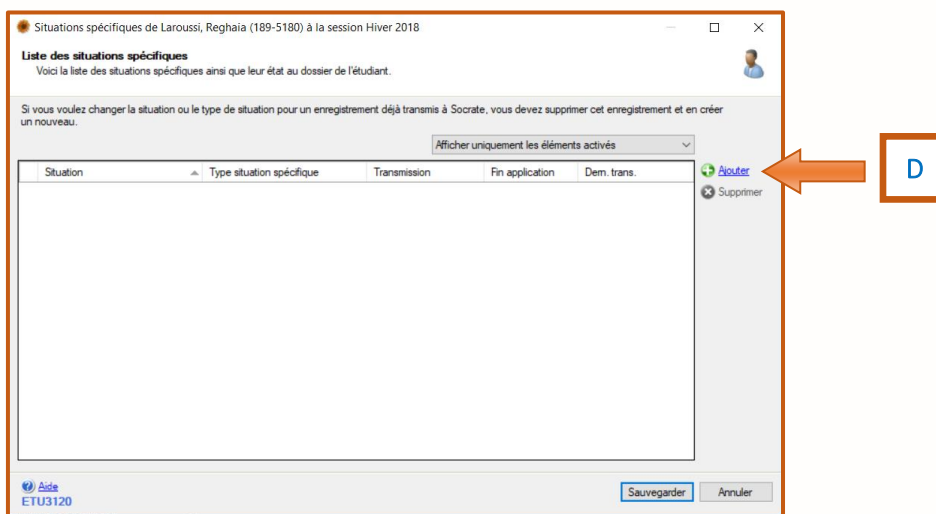 Situations spécifiques de Laroussi, Reghaia (189-5180) à la session Hiver 2018
Liste des situations spécifiques
Voici la liste des situations spécifiques ainsi que leur état au dossier de l'étudiant.
Si vous voulez changer la situation ou le type de situation pour un enregistrement déjà transmis à Socrate, vous devez supprimer cet enregistrement et en créer
un nouveau.
Afficher uniquement les éléments activés
Situation Type situation spécifique Transmission Fin application Dern. trans.
Ajouter
D
Supprimer
Aide
ETU3120
Sauvegarder Annuler